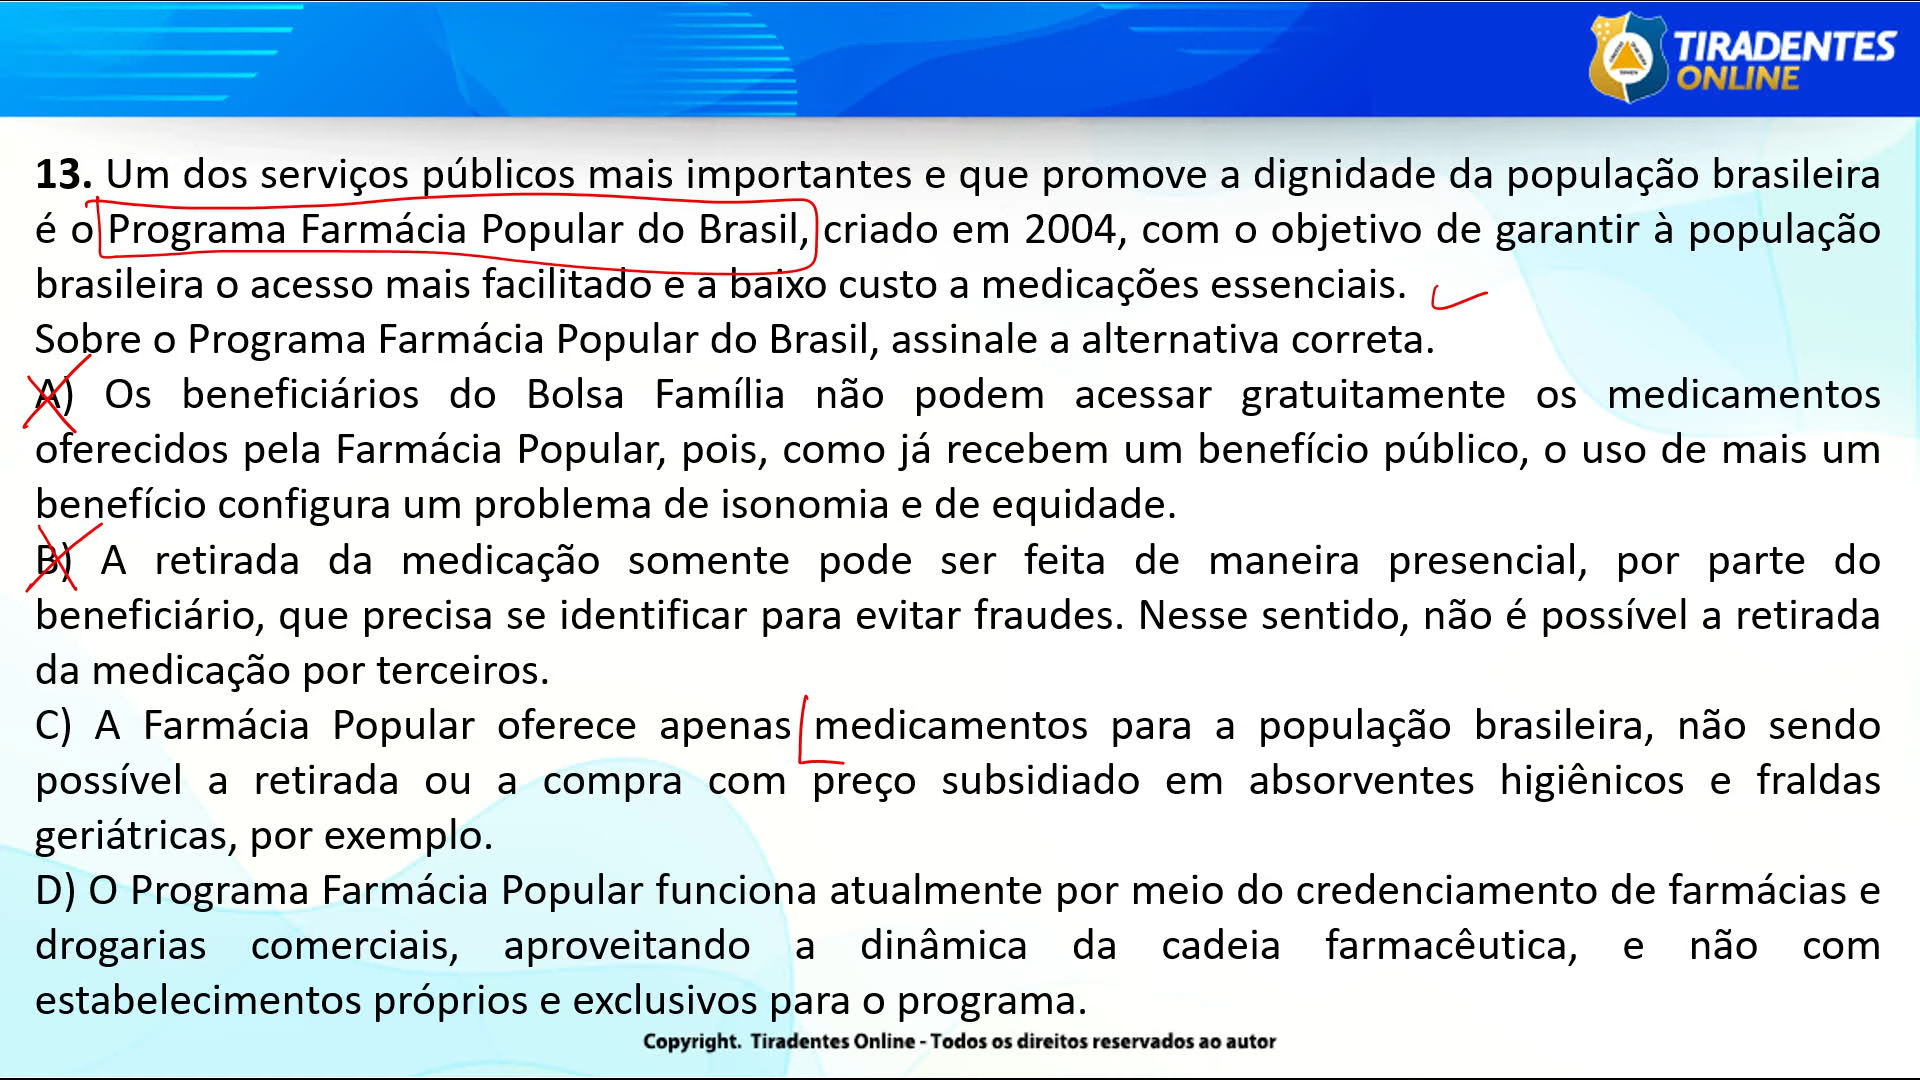 TIRADENTES
ONLINE
13. Um dos serviços públicos mais importantes e que promove a dignidade da população brasileira
é o Programa Farmácia Popular do Brasil, criado em 2004, com o objetivo de garantir à população
brasileira o acesso mais facilitado e a baixo custo a medicações essenciais.
Sobre o Programa Farmácia Popular do Brasil, assinale a alternativa correta.
A) Os beneficiários do Bolsa Família não podem acessar gratuitamente os medicamentos
oferecidos pela Farmácia Popular, pois, como já recebem um benefício público, o uso de mais um
benefício configura um problema de isonomia e de equidade.
B) A retirada da medicação somente pode ser feita de maneira presencial, por parte do
beneficiário, que precisa se identificar para evitar fraudes. Nesse sentido, não é possível a retirada
da medicação por terceiros.
C) A Farmácia Popular oferece apenas medicamentos para a população brasileira, não sendo
possível a retirada ou a compra com preço subsidiado em absorventes higiênicos e fraldas
geriátricas, por exemplo.
D) O Programa Farmácia Popular funciona atualmente por meio do credenciamento de farmácias e
drogarias comerciais, aproveitando a dinâmica da cadeia farmacêutica, e não com
estabelecimentos próprios e exclusivos para o programa.
Copyright. Tiradentes Online - Todos os direitos reservados ao autor